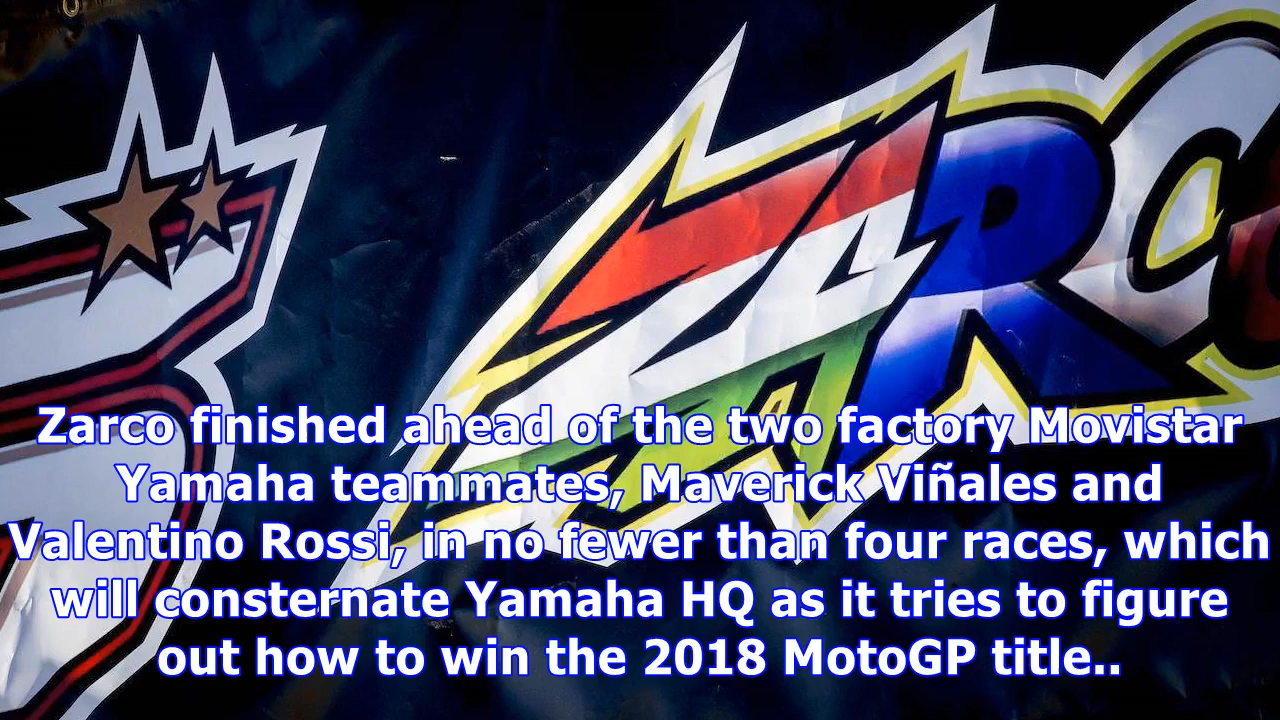 ZARCO
5
Zarco finished ahead of the two factory Movistar
Yamaha teammates, Maverick Viñales and
Valentino Rossi, in no fewer than four races, which
will consternate Yamaha HQ as it tries to figure
out how to win the 2018 MotoGP title..